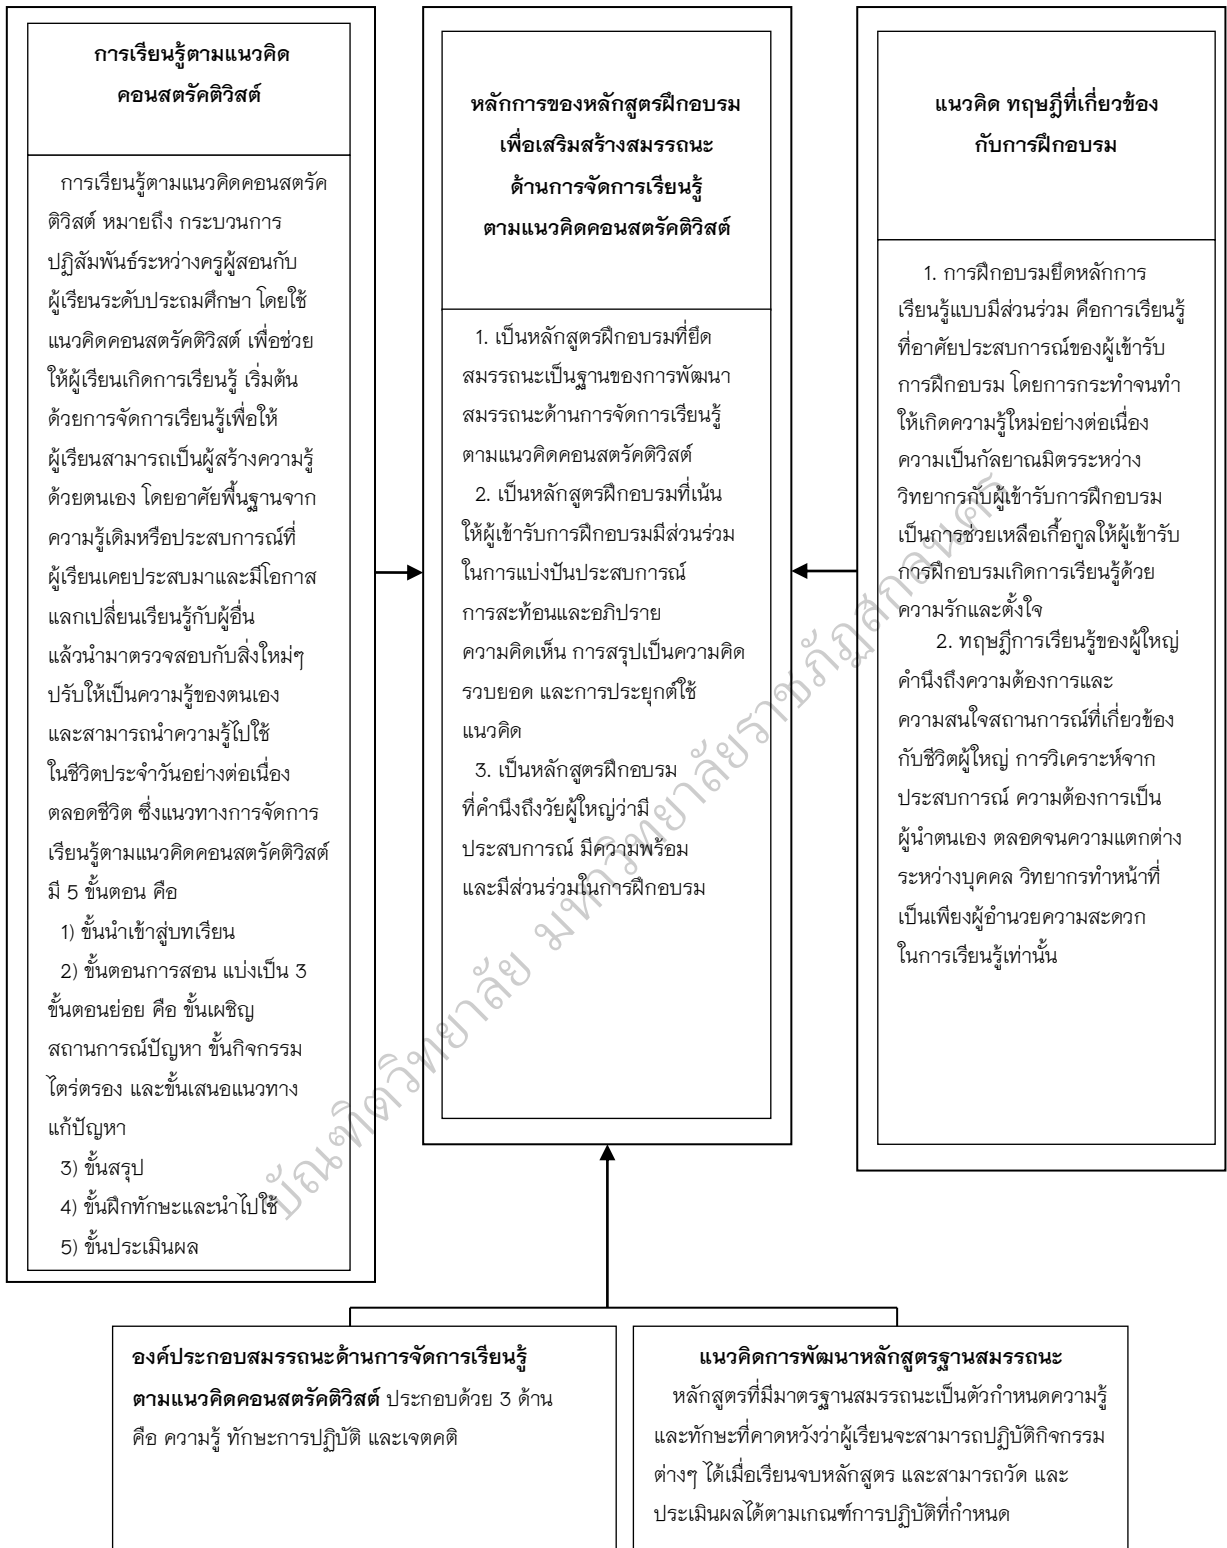 การเรียนรู้ตามแนวคิด
คอนสตรัคติวิสต์
การเรียนรู้ตามแนวคิดคอนสตรัค
ติวิสต์ หมายถึง กระบวนการ
ปฏิสัมพันธ์ระหว่างครูผู้สอนกับ
ผู้เรียนระดับประถมศึกษา โดยใช้
แนวคิดคอนสตรัคติวิสต์ เพื่อช่วย
ให้ผู้เรียนเกิดการเรียนรู้ เริ่มต้น
ด้วยการจัดการเรียนรู้เพื่อให้
ผู้เรียนสามารถเป็นผู้สร้างความรู้
ด้วยตนเอง โดยอาศัยพื้นฐานจาก
ความรู้เดิมหรือประสบการณ์ที่
ผู้เรียนเคยประสบมาและมีโอกาส
แลกเปลี่ยนเรียนรู้กับผู้อื่น
แล้วนำมาตรวจสอบกับสิ่งใหม่ๆ
ปรับให้เป็นความรู้ของตนเอง
และสามารถนำความรู้ไปใช้
ในชีวิตประจำวันอย่างต่อเนื่อง
ตลอดชีวิต ซึ่งแนวทางการจัดการ
เรียนรู้ตามแนวคิดคอนสตรัคติวิสต์
มี 5 ขั้นตอน คือ
1) ขั้นนำเข้าสู่บทเรียน
2) ขั้นตอนการสอน แบ่งเป็น 3
ขั้นตอนย่อย คือ ขั้นเผชิญ
สถานการณ์ปัญหา ขั้นกิจกรรม
ไตร่ตรอง และขั้นเสนอแนวทาง
แก้ปัญหา
3) ขั้นสรุป
4) ขั้นฝึกทักษะและนำไปใช้
5) ขั้นประเมินผล
หลักการของหลักสูตรฝึกอบรม
เพื่อเสริมสร้างสมรรถนะ
ด้านการจัดการเรียนรู้
ตามแนวคิดคอนสตรัคติวิสต์
1. เป็นหลักสูตรฝึกอบรมที่ยึด
สมรรถนะเป็นฐานของการพัฒนา
สมรรถนะด้านการจัดการเรียนรู้
ตามแนวคิดคอนสตรัคติวิสต์
2. เป็นหลักสูตรฝึกอบรมที่เน้น
ให้ผู้เข้ารับการฝึกอบรมมีส่วนร่วม
ในการแบ่งปันประสบการณ์
การสะท้อนและอภิปราย
ความคิดเห็น การสรุปเป็นความคิด
รวบยอด และการประยุกต์ใช้
แนวคิด
3. เป็นหลักสูตรฝึกอบรม
ที่คำนึงถึงวัยผู้ใหญ่ว่ามี
ประสบการณ์ มีความพร้อม
และมีส่วนร่วมในการฝึกอบรม
แนวคิด ทฤษฎีที่เกี่ยวข้อง
กับการฝึกอบรม
1. การฝึกอบรมยึดหลักการ
เรียนรู้แบบมีส่วนร่วม คือการเรียนรู้
ที่อาศัยประสบการณ์ของผู้เข้ารับ
การฝึกอบรม โดยการกระทำจนทำ
ให้เกิดความรู้ใหม่อย่างต่อเนื่อง
ความเป็นกัลยาณมิตรระหว่าง
วิทยากรกับผู้เข้ารับการฝึกอบรม
เป็นการช่วยเหลือเกื้อกูลให้ผู้เข้ารับ
การฝึกอบรมเกิดการเรียนรู้ด้วย
ความรักและตั้งใจ
2. ทฤษฎีการเรียนรู้ของผู้ใหญ่
คำนึงถึงความต้องการและ
ความสนใจสถานการณ์ที่เกี่ยวข้อง
กับชีวิตผู้ใหญ่ การวิเคราะห์จาก
ประสบการณ์ ความต้องการเป็น
ผู้นำตนเอง ตลอดจนความแตกต่าง
ระหว่างบุคคล วิทยากรทำหน้าที่
เป็นเพียงผู้อำนวยความสะดวก
ในการเรียนรู้เท่านั้น
องค์ประกอบสมรรถนะด้านการจัดการเรียนรู้
ตามแนวคิดคอนสตรัคติวิสต์ ประกอบด้วย 3 ด้าน
คือ ความรู้ ทักษะการปฏิบัติ และเจตคติ
แนวคิดการพัฒนาหลักสูตรฐานสมรรถนะ
หลักสูตรที่มีมาตรฐานสมรรถนะเป็นตัวกำหนดความรู้
และทักษะที่คาดหวังว่าผู้เรียนจะสามารถปฏิบัติกิจกรรม
ต่างๆ ได้เมื่อเรียนจบหลักสูตร และสามารถวัด และ
ประเมินผลได้ตามเกณฑ์การปฏิบัติที่กำหนด
บัณฑิตวิทยาลัย มหาวิทยาลัยราชภัฏสกลนคร